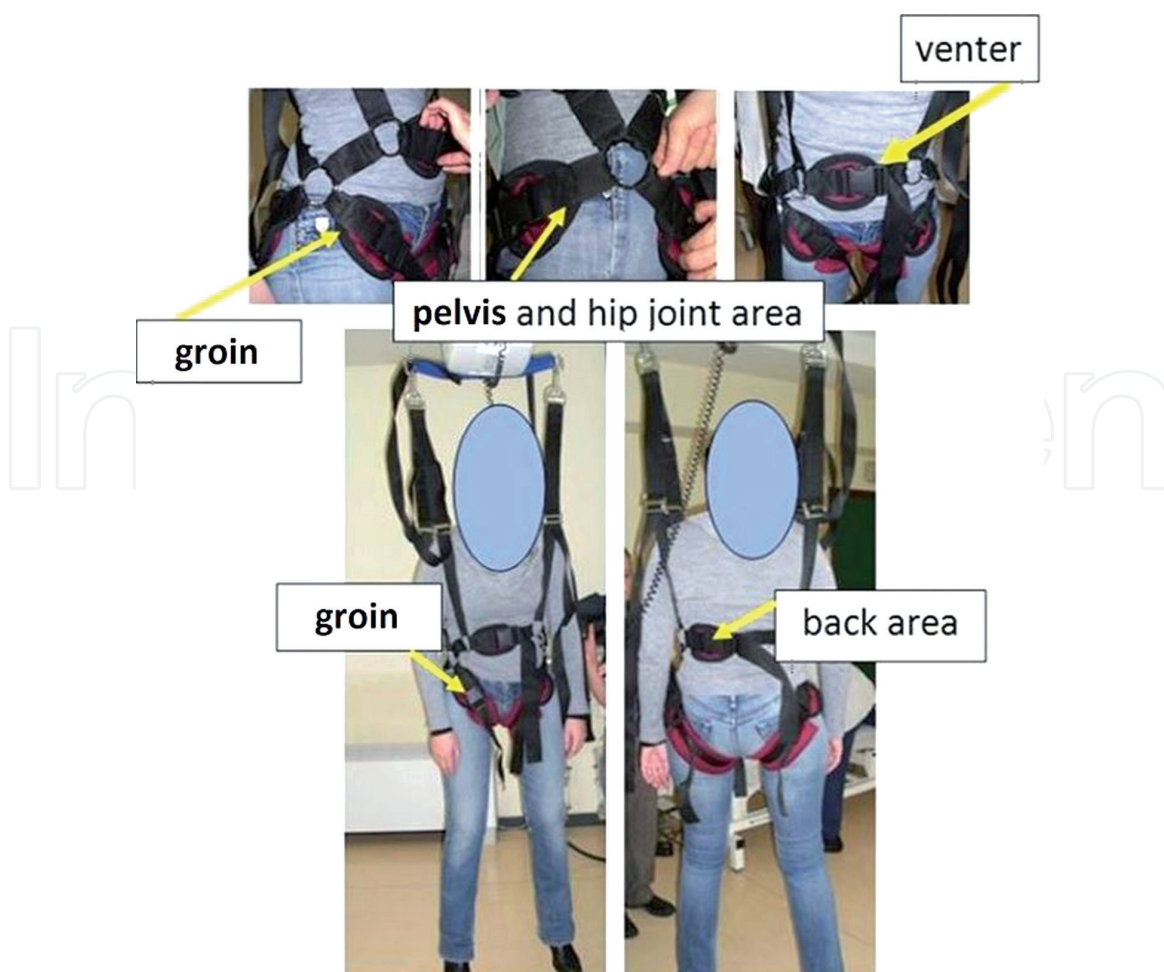 venter
pelvis and hip joint area
groin
groin
back area